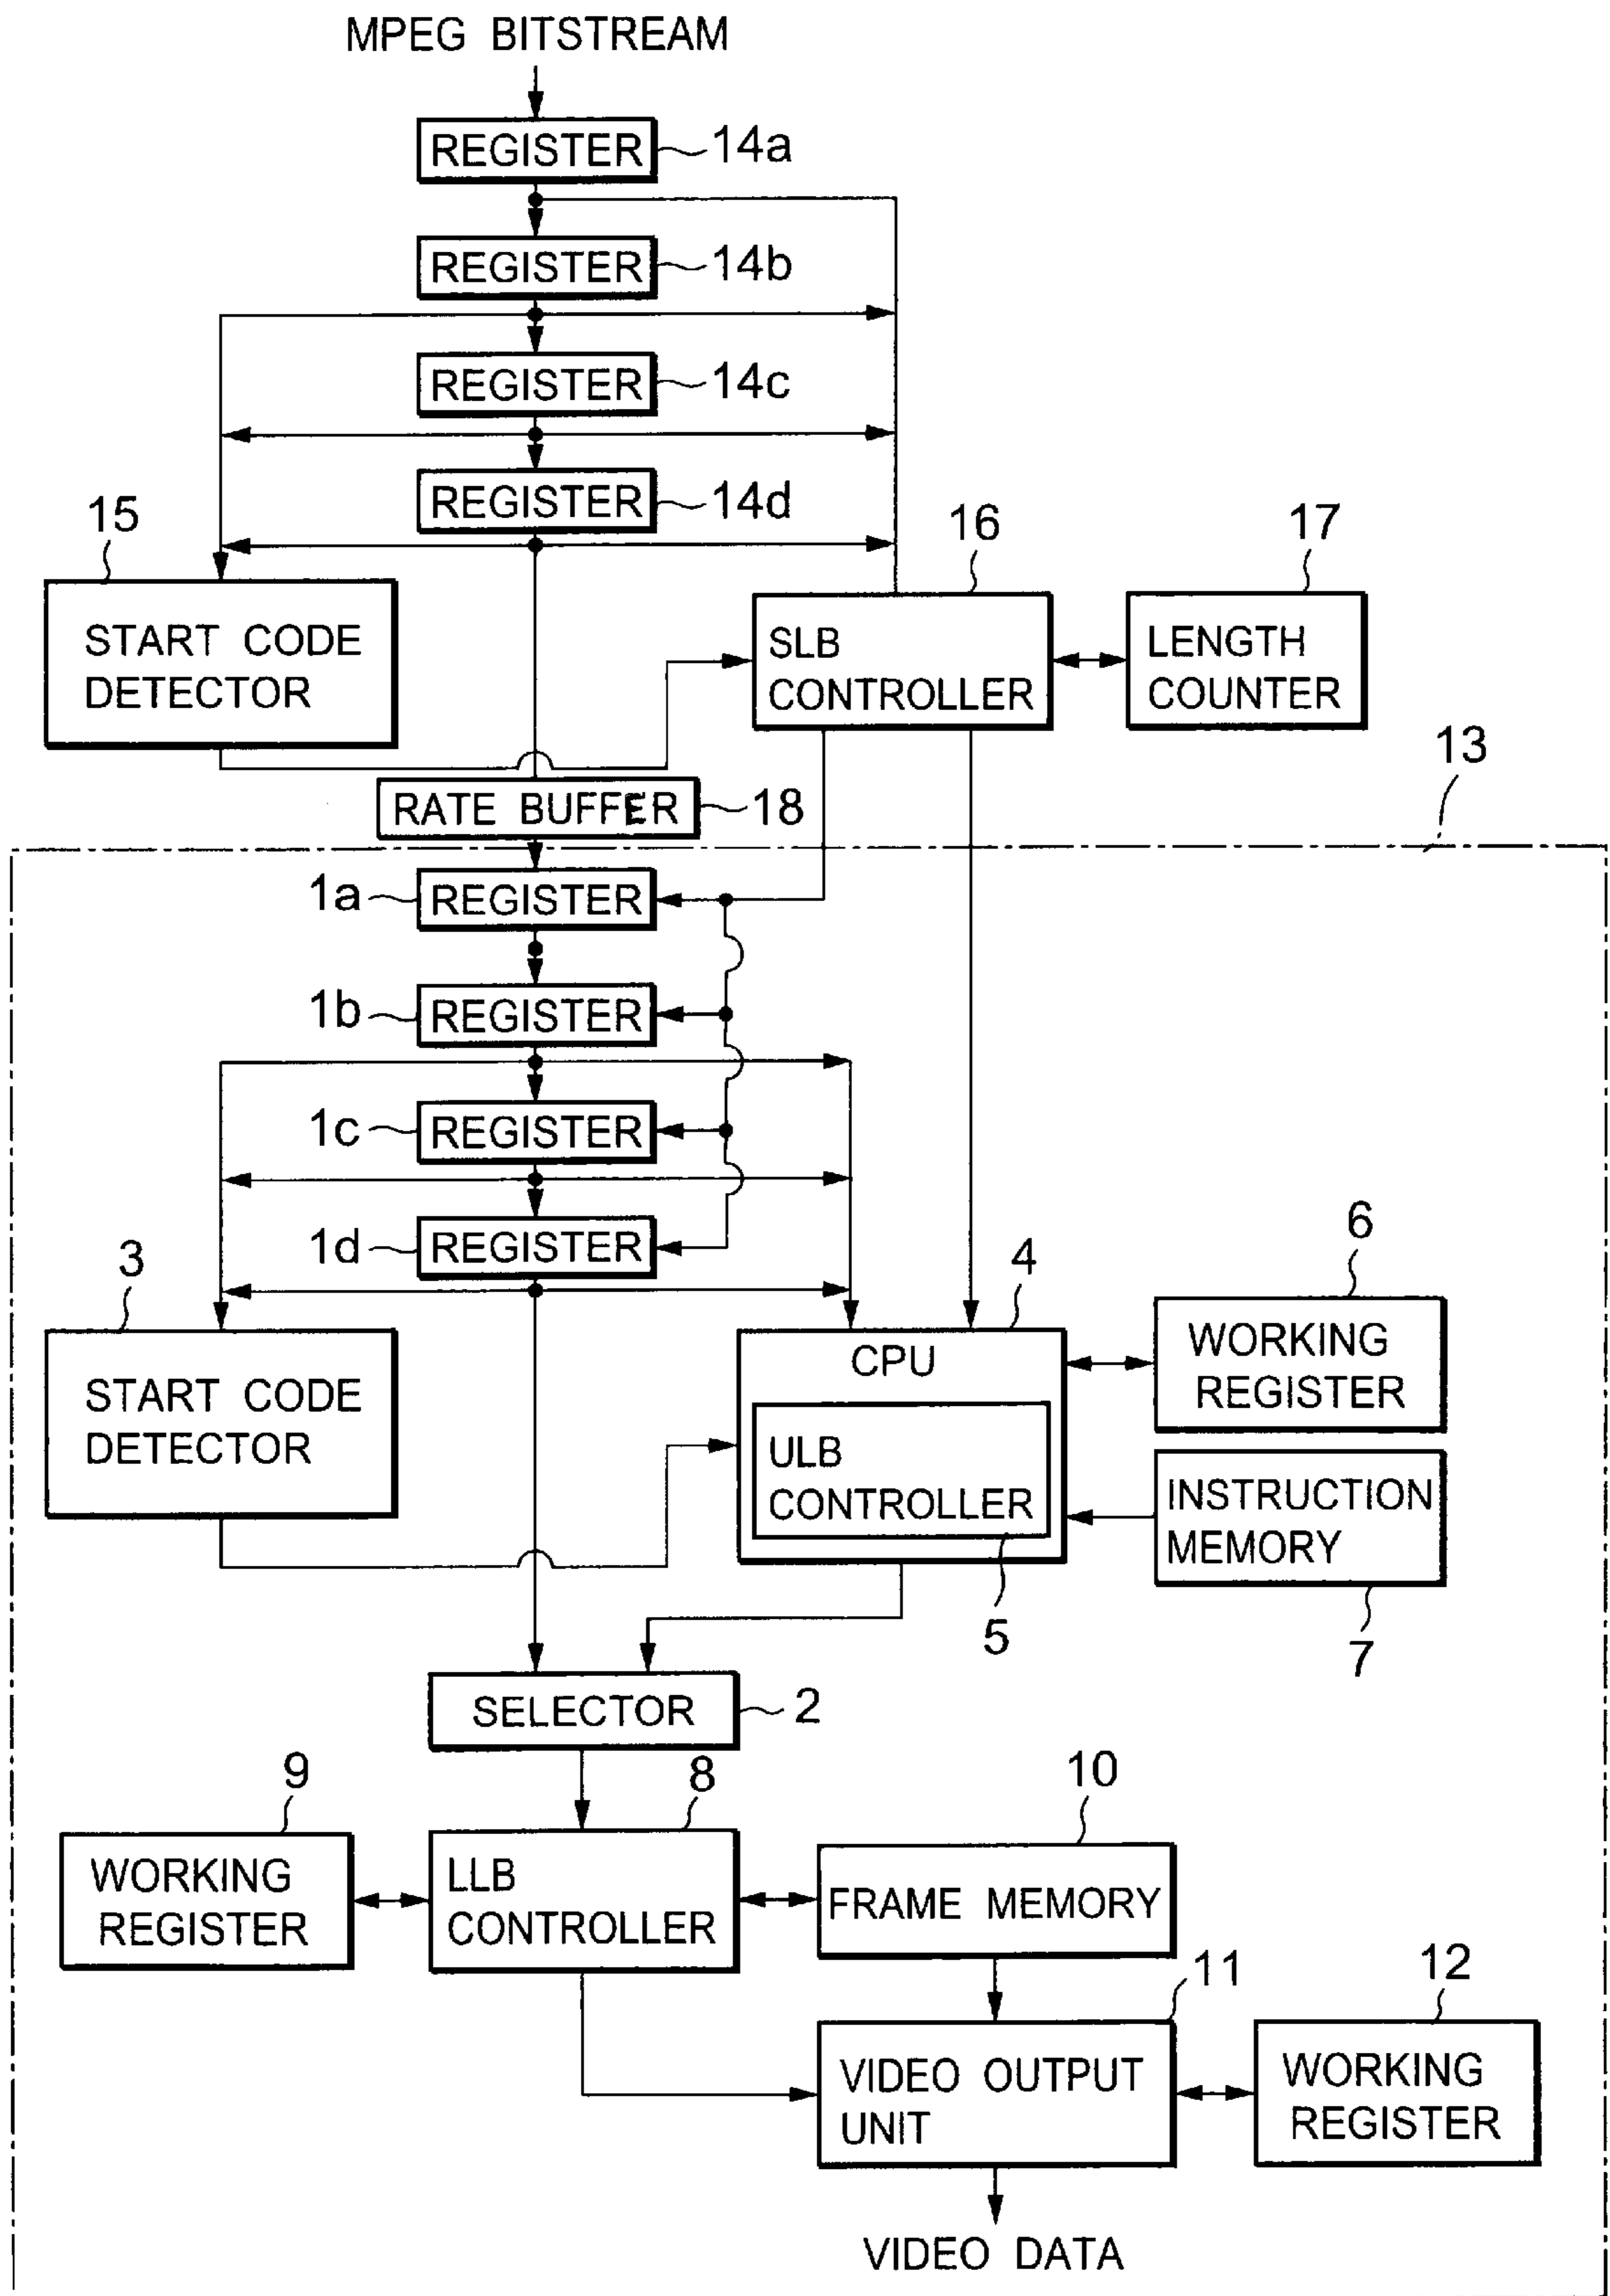 MPEG BITSTREAM
REGISTER 14a
REGISTER 14b
REGISTER 14c
REGISTER 14d
15
START CODE
DETECTOR
16
SLB
CONTROLLER
17
LENGTH
COUNTER
13
RATE BUFFER 18
1a REGISTER
1b REGISTER
1c REGISTER
1d REGISTER
3
START CODE
DETECTOR
4
CPU
ULB
CONTROLLER
5
6
WORKING
REGISTER
INSTRUCTION
MEMORY
7
SELECTOR 2
9
WORKING
REGISTER
8
LLB
CONTROLLER
10
FRAME MEMORY
11
VIDEO OUTPUT
UNIT
12
WORKING
REGISTER
VIDEO DATA